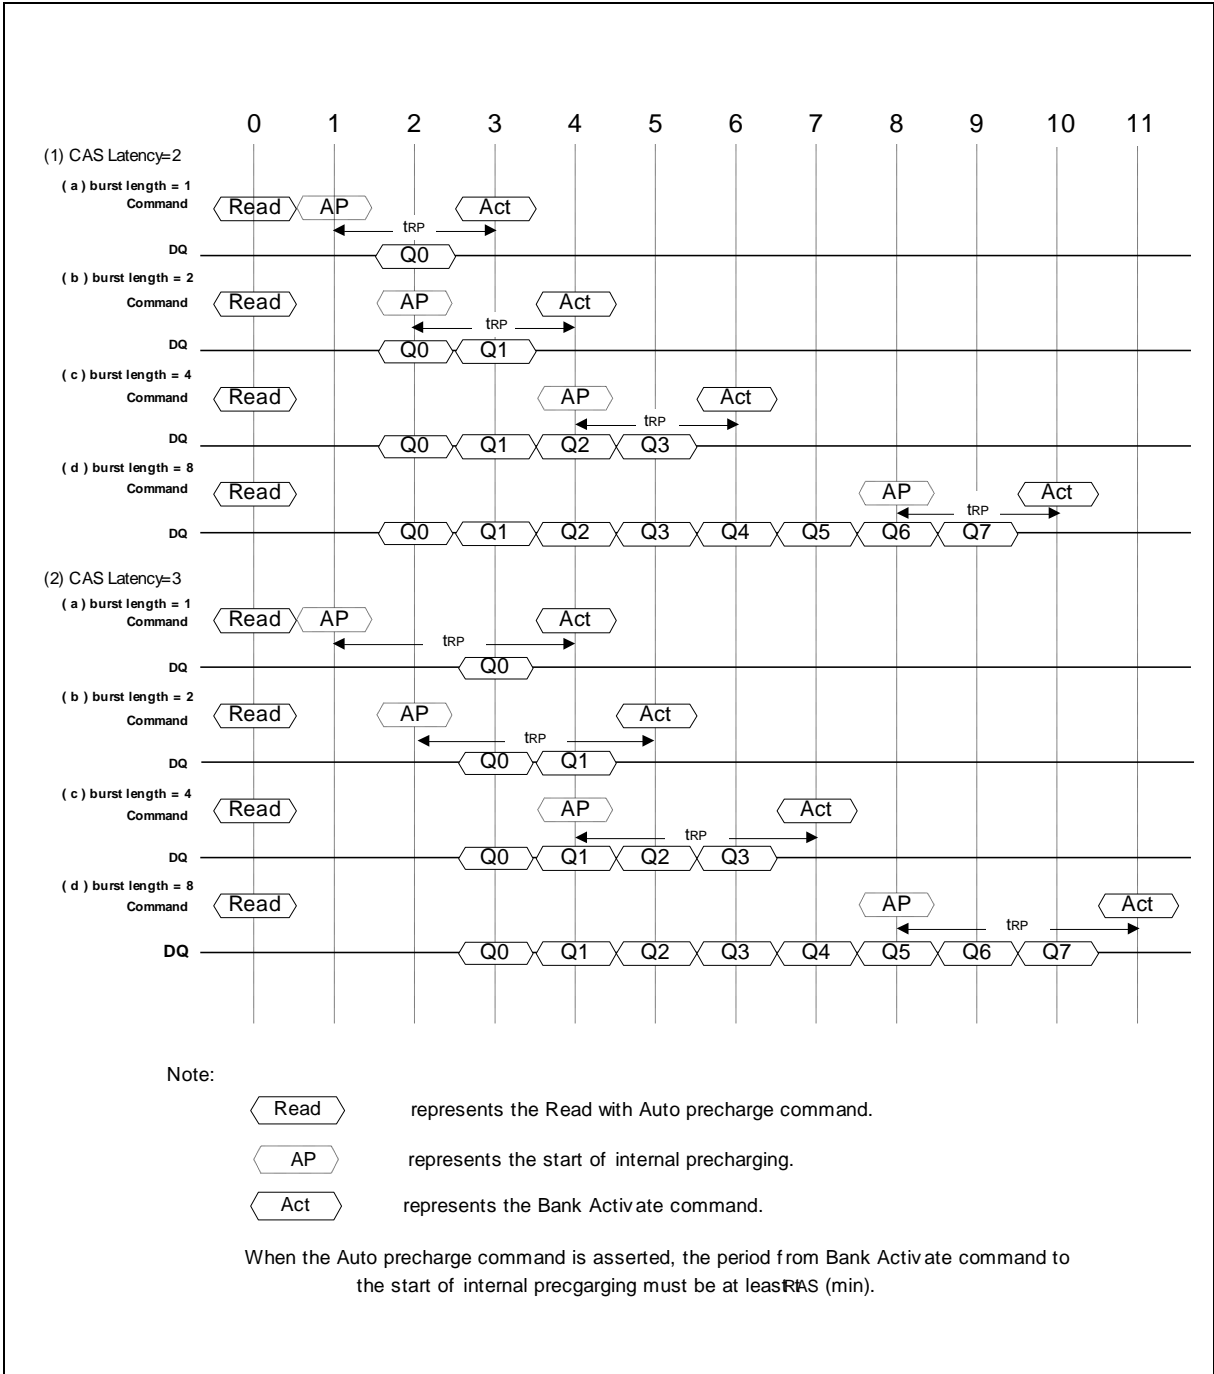 0 1 2 3 4 5 6 7 8 9 10 11
(1) CAS Latency=2
( a ) burst length = 1
Command Read AP Act
tRP
DQ Q0
( b ) burst length = 2
Command Read AP Act
tRP
DQ Q0 Q1
( c ) burst length = 4
Command Read AP Act
tRP
DQ Q0 Q1 Q2 Q3
( d ) burst length = 8
Command Read AP Act
tRP
DQ Q0 Q1 Q2 Q3 Q4 Q5 Q6 Q7
(2) CAS Latency=3
( a ) burst length = 1
Command Read AP Act
tRP
DQ Q0
( b ) burst length = 2
Command Read AP Act
tRP
DQ Q0 Q1
( c ) burst length = 4
Command Read AP Act
tRP
DQ Q0 Q1 Q2 Q3
( d ) burst length = 8
Command Read AP Act
tRP
DQ Q0 Q1 Q2 Q3 Q4 Q5 Q6 Q7
Note:
Read represents the Read with Auto precharge command.
AP represents the start of internal precharging.
Act represents the Bank Activate command.
When the Auto precharge command is asserted, the period from Bank Activate command to
the start of internal precgarging must be at least tRAS (min).